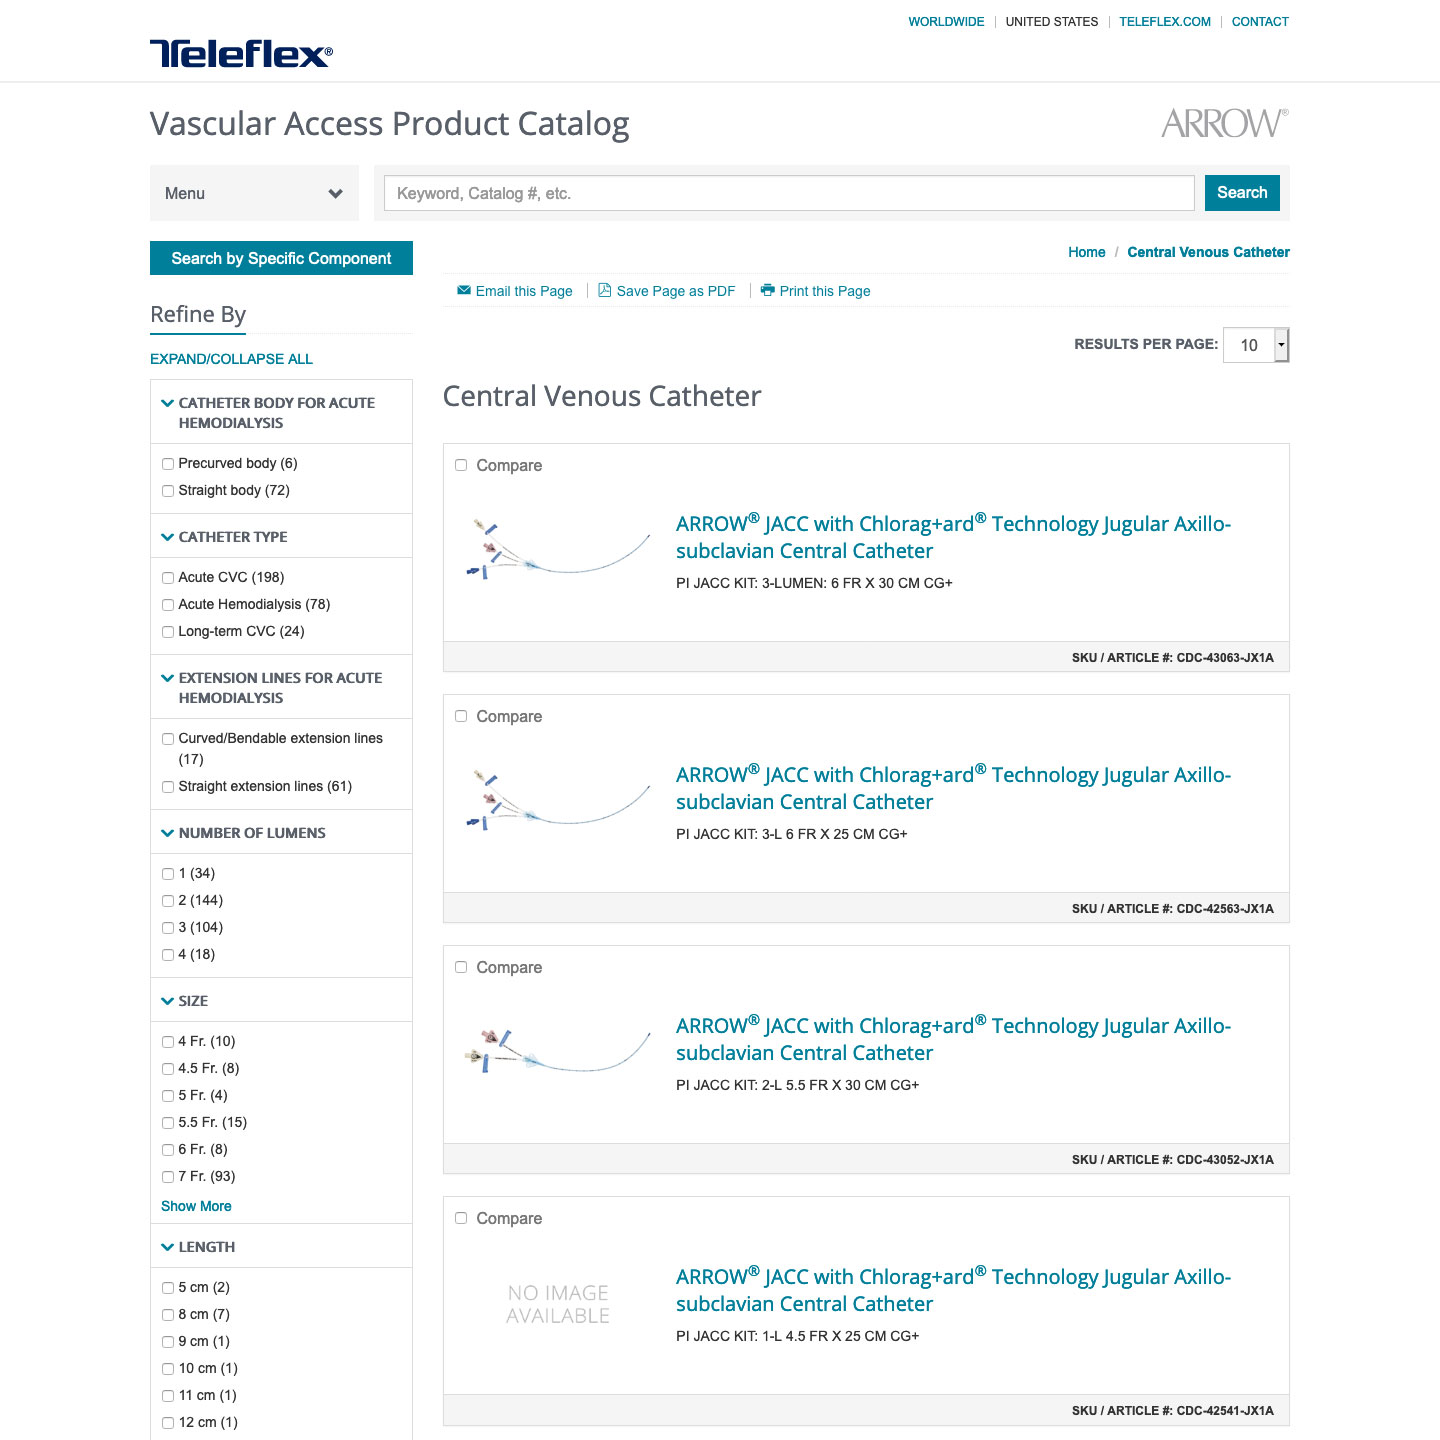 WORLDWIDE
UNITED STATES
TELEFLEX.COM
CONTACT
Teleflex®
Vascular Access Product Catalog
ARROW®
Menu
Keyword, Catalog #, etc.
Search
Search by Specific Component
Home / Central Venous Catheter
Email this Page
Save Page as PDF
Print this Page
Refine By
EXPAND/COLLAPSE ALL
CATHETER BODY FOR ACUTE
HEMODIALYSIS
Precurved body (6)
Straight body (72)
CATHETER TYPE
Acute CVC (198)
Acute Hemodialysis (78)
Long-term CVC (24)
EXTENSION LINES FOR ACUTE
HEMODIALYSIS
Curved/Bendable extension lines
(17)
Straight extension lines (61)
NUMBER OF LUMENS
1 (34)
2 (144)
3 (104)
4 (18)
SIZE
4 Fr. (10)
4.5 Fr. (8)
5 Fr. (4)
5.5 Fr. (15)
6 Fr. (8)
7 Fr. (93)
Show More
LENGTH
5 cm (2)
8 cm (7)
9 cm (1)
10 cm (1)
11 cm (1)
12 cm (1)
RESULTS PER PAGE: 10
Central Venous Catheter
Compare
ARROW® JACC with Chlorag+ard® Technology Jugular Axillo-
subclavian Central Catheter
PI JACC KIT: 3-LUMEN: 6 FR X 30 CM CG+
SKU / ARTICLE #: CDC-43063-JX1A
Compare
ARROW® JACC with Chlorag+ard® Technology Jugular Axillo-
subclavian Central Catheter
PI JACC KIT: 3-L 6 FR X 25 CM CG+
SKU / ARTICLE #: CDC-42563-JX1A
Compare
ARROW® JACC with Chlorag+ard® Technology Jugular Axillo-
subclavian Central Catheter
PI JACC KIT: 2-L 5.5 FR X 30 CM CG+
SKU / ARTICLE #: CDC-43052-JX1A
Compare
NO IMAGE
AVAILABLE
ARROW® JACC with Chlorag+ard® Technology Jugular Axillo-
subclavian Central Catheter
PI JACC KIT: 1-L 4.5 FR X 25 CM CG+
SKU / ARTICLE #: CDC-42541-JX1A